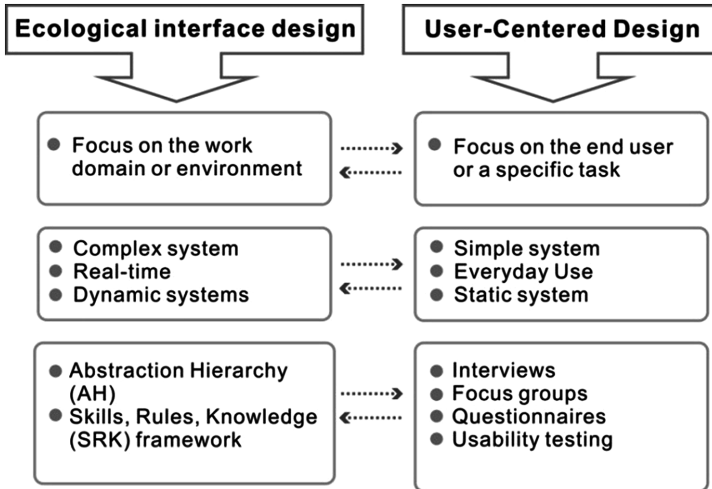 Ecological interface design
User-Centered Design
Focus on the work
domain or environment
Focus on the end user
or a specific task
Complex system
Real-time
Dynamic systems
Simple system
Everyday Use
Static system
Abstraction Hierarchy
(AH)
Skills, Rules, Knowledge
(SRK) framework
Interviews
Focus groups
Questionnaires
Usability testing